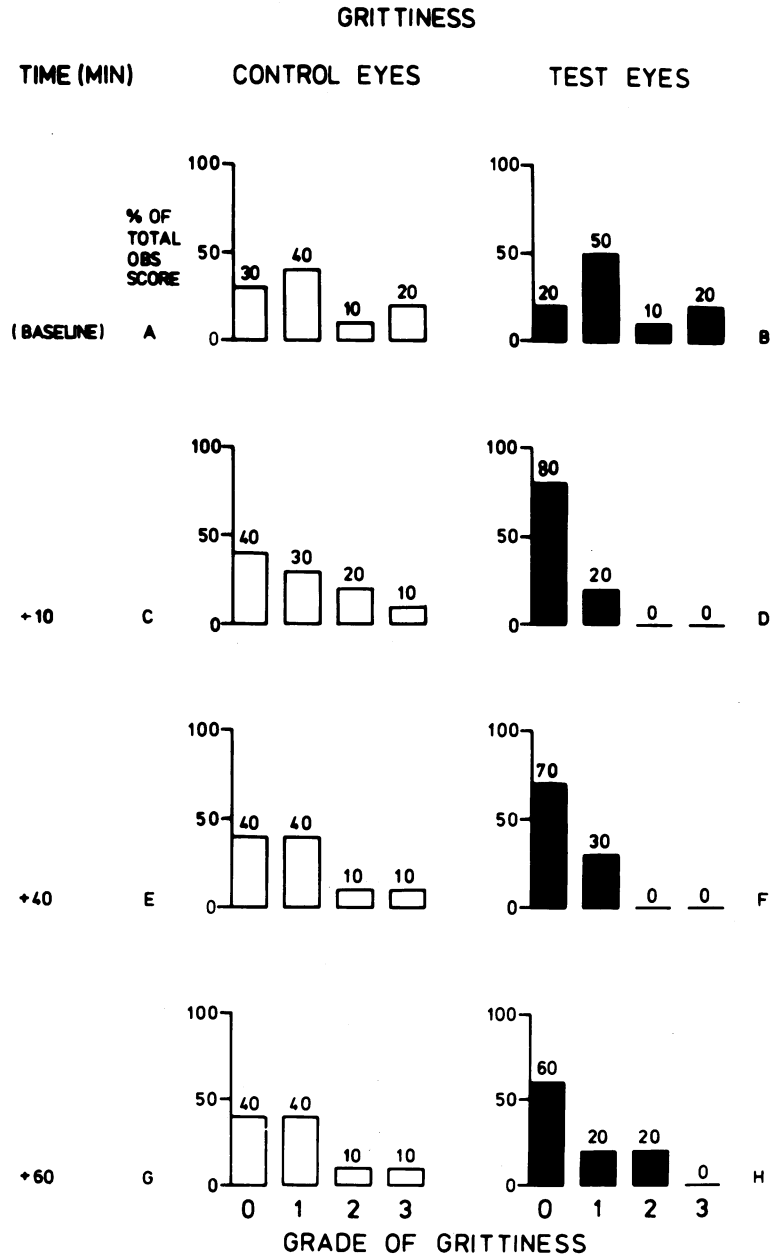 GRITTINESS
TIME (MIN) CONTROL EYES TEST EYES
100 100
% OF
TOTAL
OBS
SCORE
50 30 40 10 20
50 20 50 10 20
(BASELINE) A 0 0 B
100 100
50 40 30 20 10
50 80 20 0 0
+10 C 0 0 D
100 100
50 40 40 10 10
50 70 30 0 0
+40 E 0 0 F
100 100
50 40 40 10 10
50 60 20 20 0
+60 G 0 0 H
0 1 2 3 0 1 2 3
GRADE OF GRITTINESS